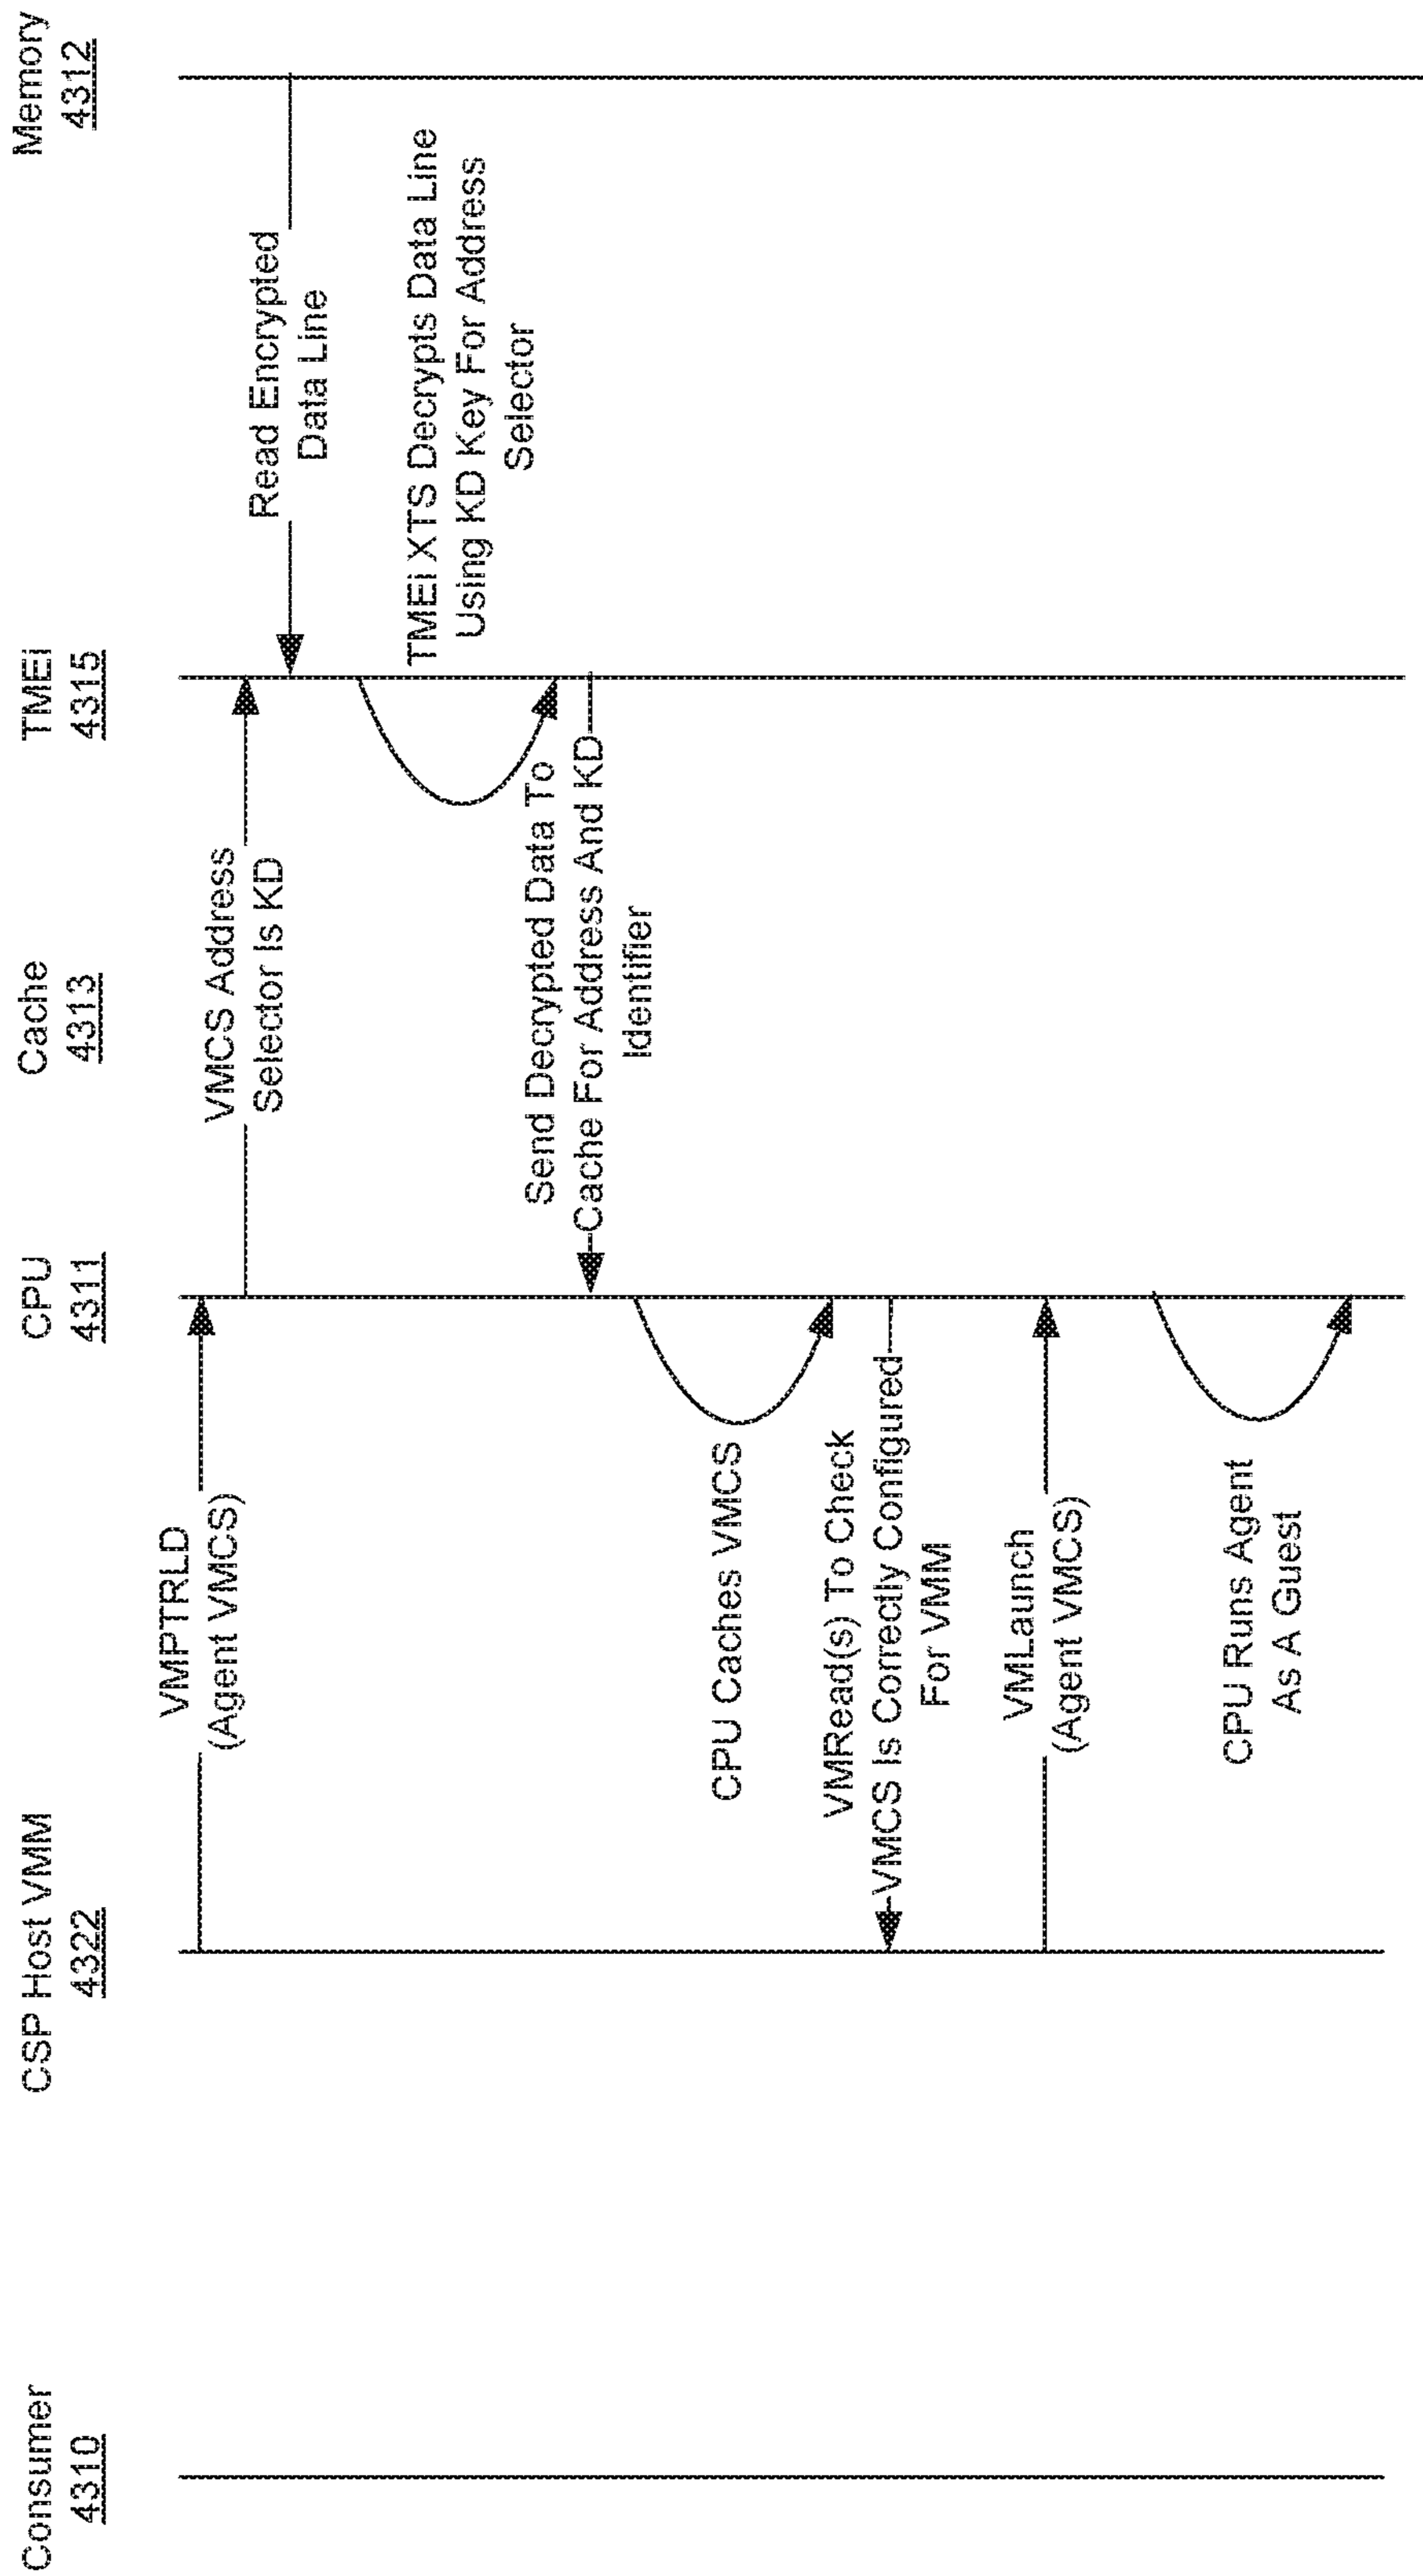 Consumer
4310
CSP Host VMM
4322
CPU
4311
Cache
4313
TMEi
4315
Memory
4312
VMPTRLD
(Agent VMCS)
VMCS Address
Selector Is KD
Read Encrypted
Data Line
TMEi XTS Decrypts Data Line
Using KD Key For Address
Selector
Send Decrypted Data To
Cache For Address And KD
Identifier
CPU Caches VMCS
VMRead(s) To Check
VMCS Is Correctly Configured
For VMM
VMLaunch
(Agent VMCS)
CPU Runs Agent
As A Guest